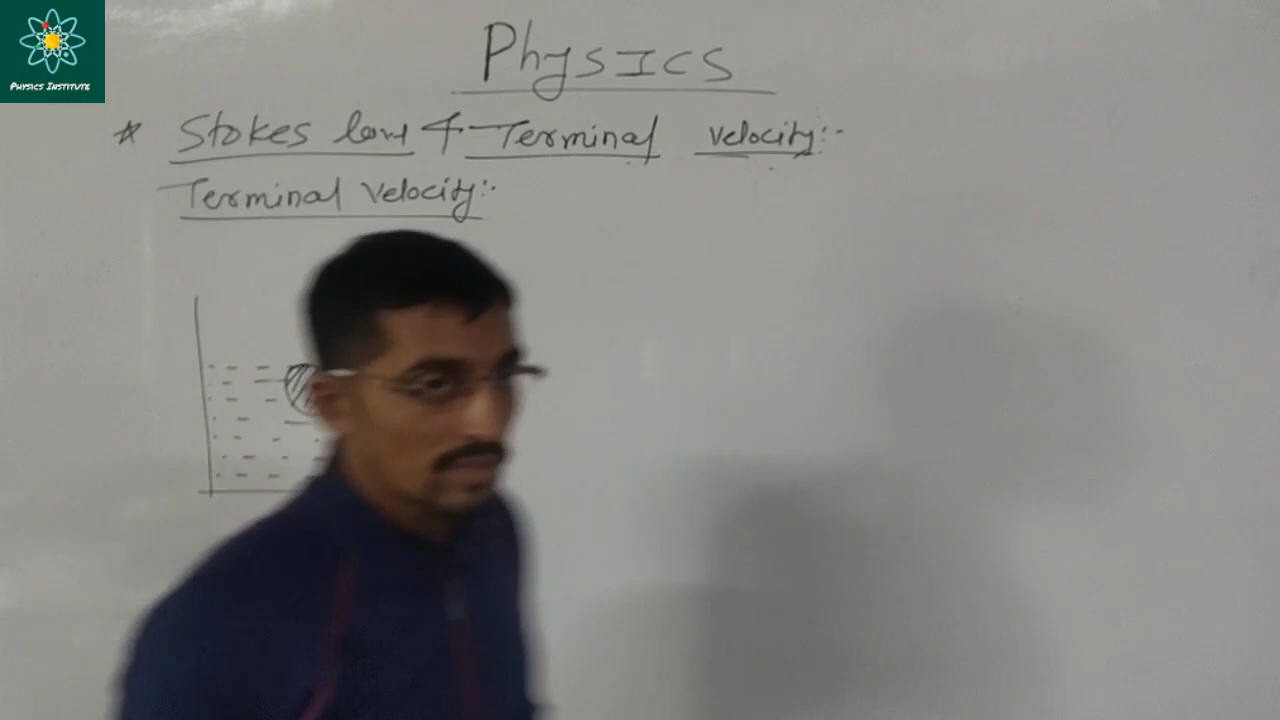 PHYSICS INSTITUTE
PhysICS
* Stokes law & Terminal velocity:-
Terminal velocity:-